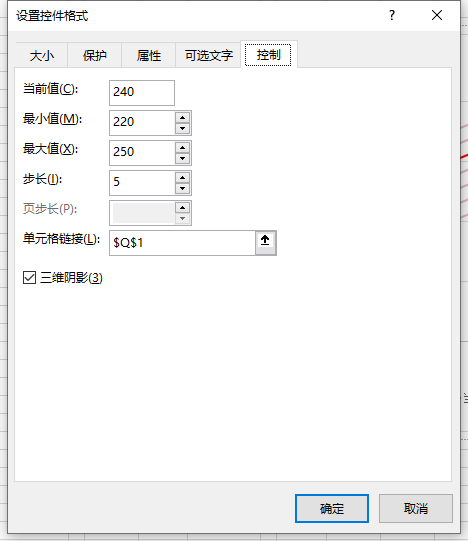 设置控件格式
大小 保护 属性 可选文字 控制
当前值(C): 240
最小值(M): 220
最大值(X): 250
步长(I): 5
页步长(P):
单元格链接(L): $Q$1
三维阴影(3)
确定 取消